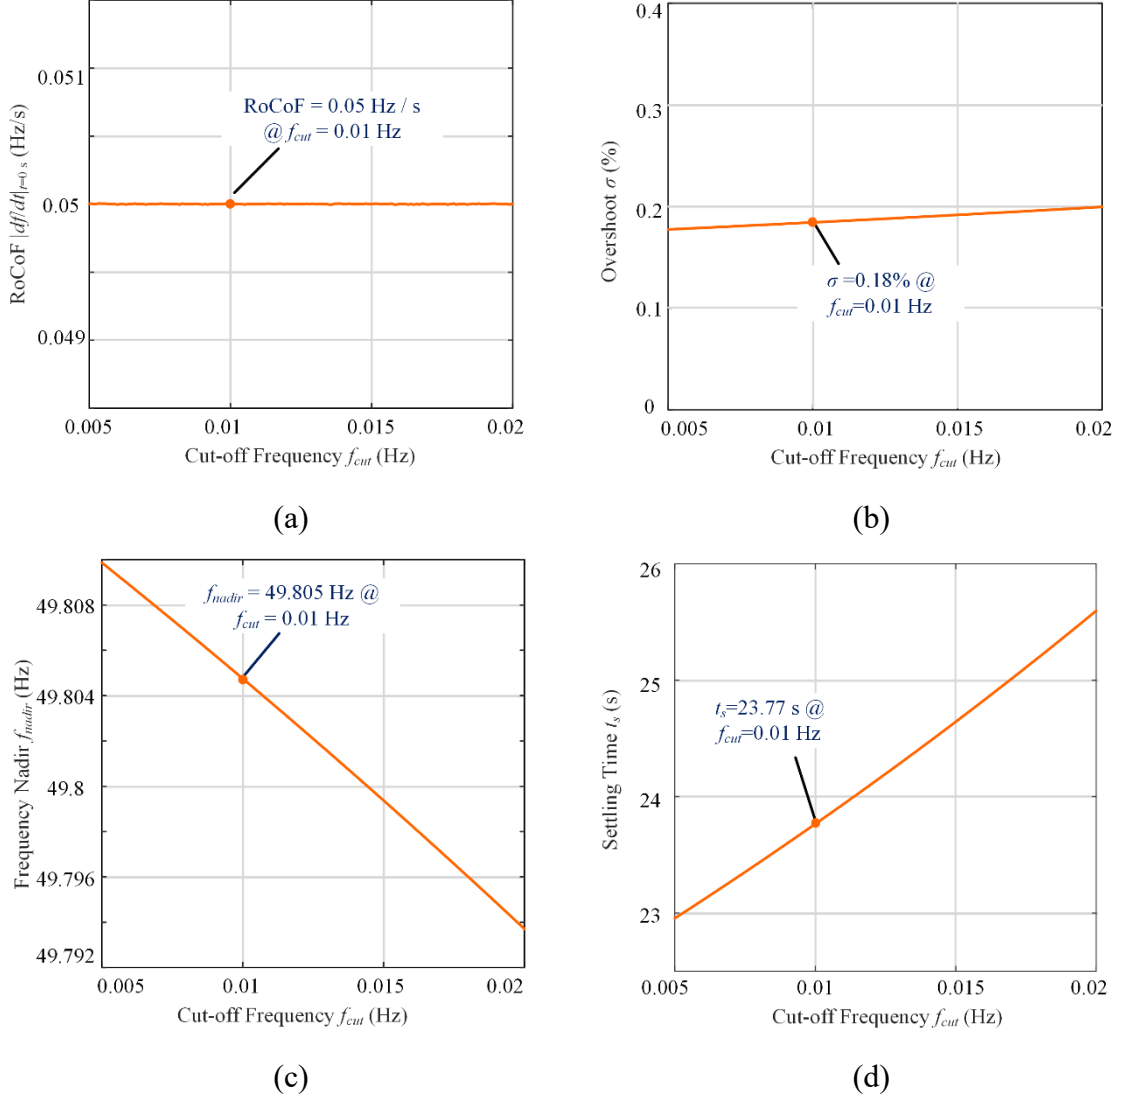 0.051
0.05
0.049
RoCoF |df/dt|t=0 s (Hz/s)
RoCoF = 0.05 Hz / s
@ fcut = 0.01 Hz
0.005 0.01 0.015 0.02
Cut-off Frequency fcut (Hz)
(a)
0.4
0.3
0.2
0.1
0
Overshoot σ (%)
σ =0.18% @
fcut=0.01 Hz
0.005 0.01 0.015 0.02
Cut-off Frequency fcut (Hz)
(b)
49.808
49.804
49.8
49.796
49.792
Frequency Nadir fnadir (Hz)
fnadir = 49.805 Hz @
fcut = 0.01 Hz
0.005 0.01 0.015 0.02
Cut-off Frequency fcut (Hz)
(c)
26
25
24
23
Settling Time ts (s)
ts=23.77 s @
fcut=0.01 Hz
0.005 0.01 0.015 0.02
Cut-off Frequency fcut (Hz)
(d)